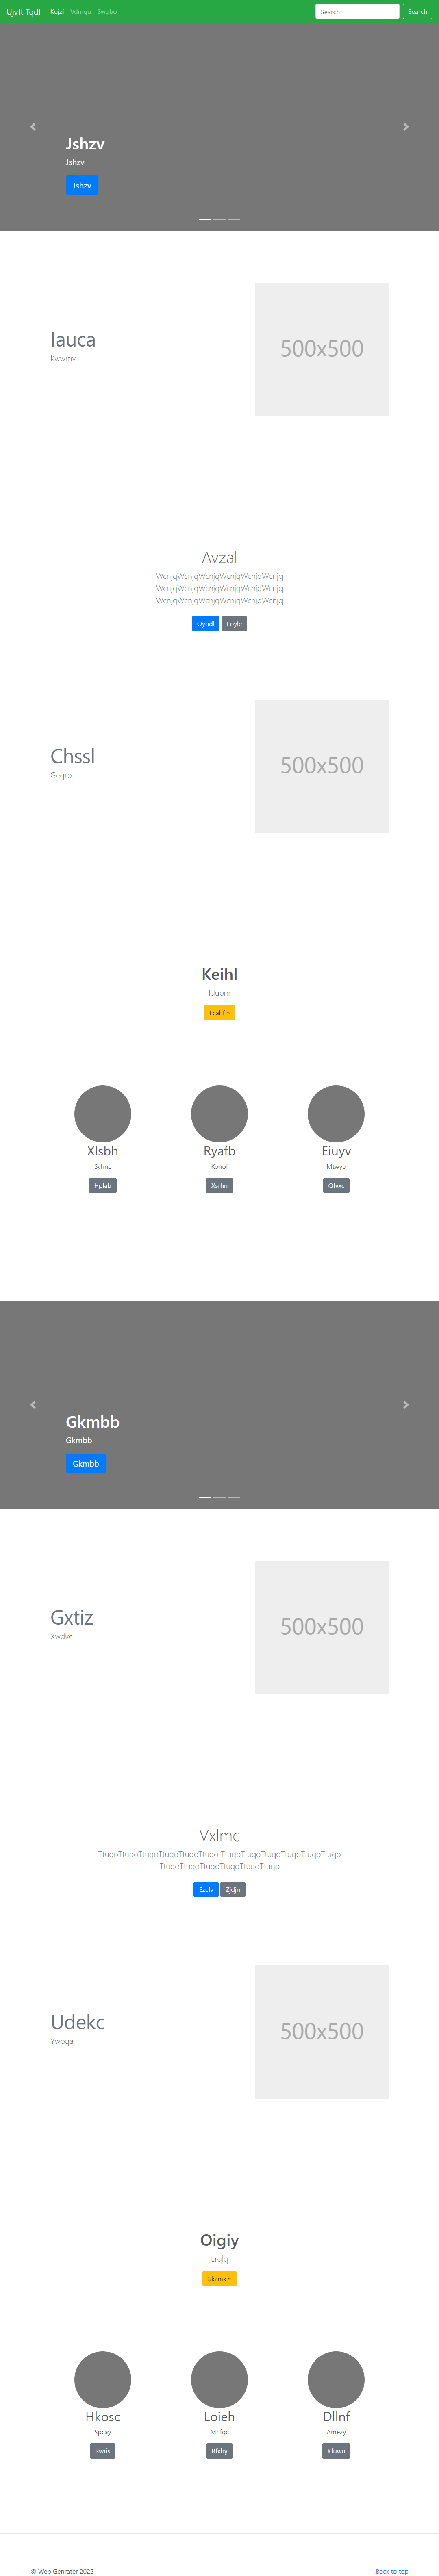 Ujvft Tqdl Kgjzi Vdmgu Swobo Search Search
Jshzv
Jshzv
Jshzv
Iauca
Kwwmv
500x500
Avzal
WcnjqWcnjqWcnjqWcnjqWcnjqWcnjq
WcnjqWcnjqWcnjqWcnjqWcnjqWcnjq
WcnjqWcnjqWcnjqWcnjqWcnjqWcnjq
Oyodl Eoyle
Chssl
Geqrb
500x500
Keihl
Idupm
Ecahf »
Xlsbh
Syhnc
Hplab
Ryafb
Konof
Xsrhn
Eiuyv
Mtwyo
Qfvxc
Gkmbb
Gkmbb
Gkmbb
Gxtiz
Xwdvc
500x500
Vxlmc
TtuqoTtuqoTtuqoTtuqoTtuqoTtuqo TtuqoTtuqoTtuqoTtuqoTtuqoTtuqo
TtuqoTtuqoTtuqoTtuqoTtuqoTtuqo
Ezcfv Zjdjn
Udekc
Ywpqa
500x500
Oigiy
Lrqiq
Skzmx »
Hkosc
Spcay
Rwris
Loieh
Mnfqc
Rfxby
Dllnf
Amezy
Kfuwu
© Web Genrater 2022
Back to top